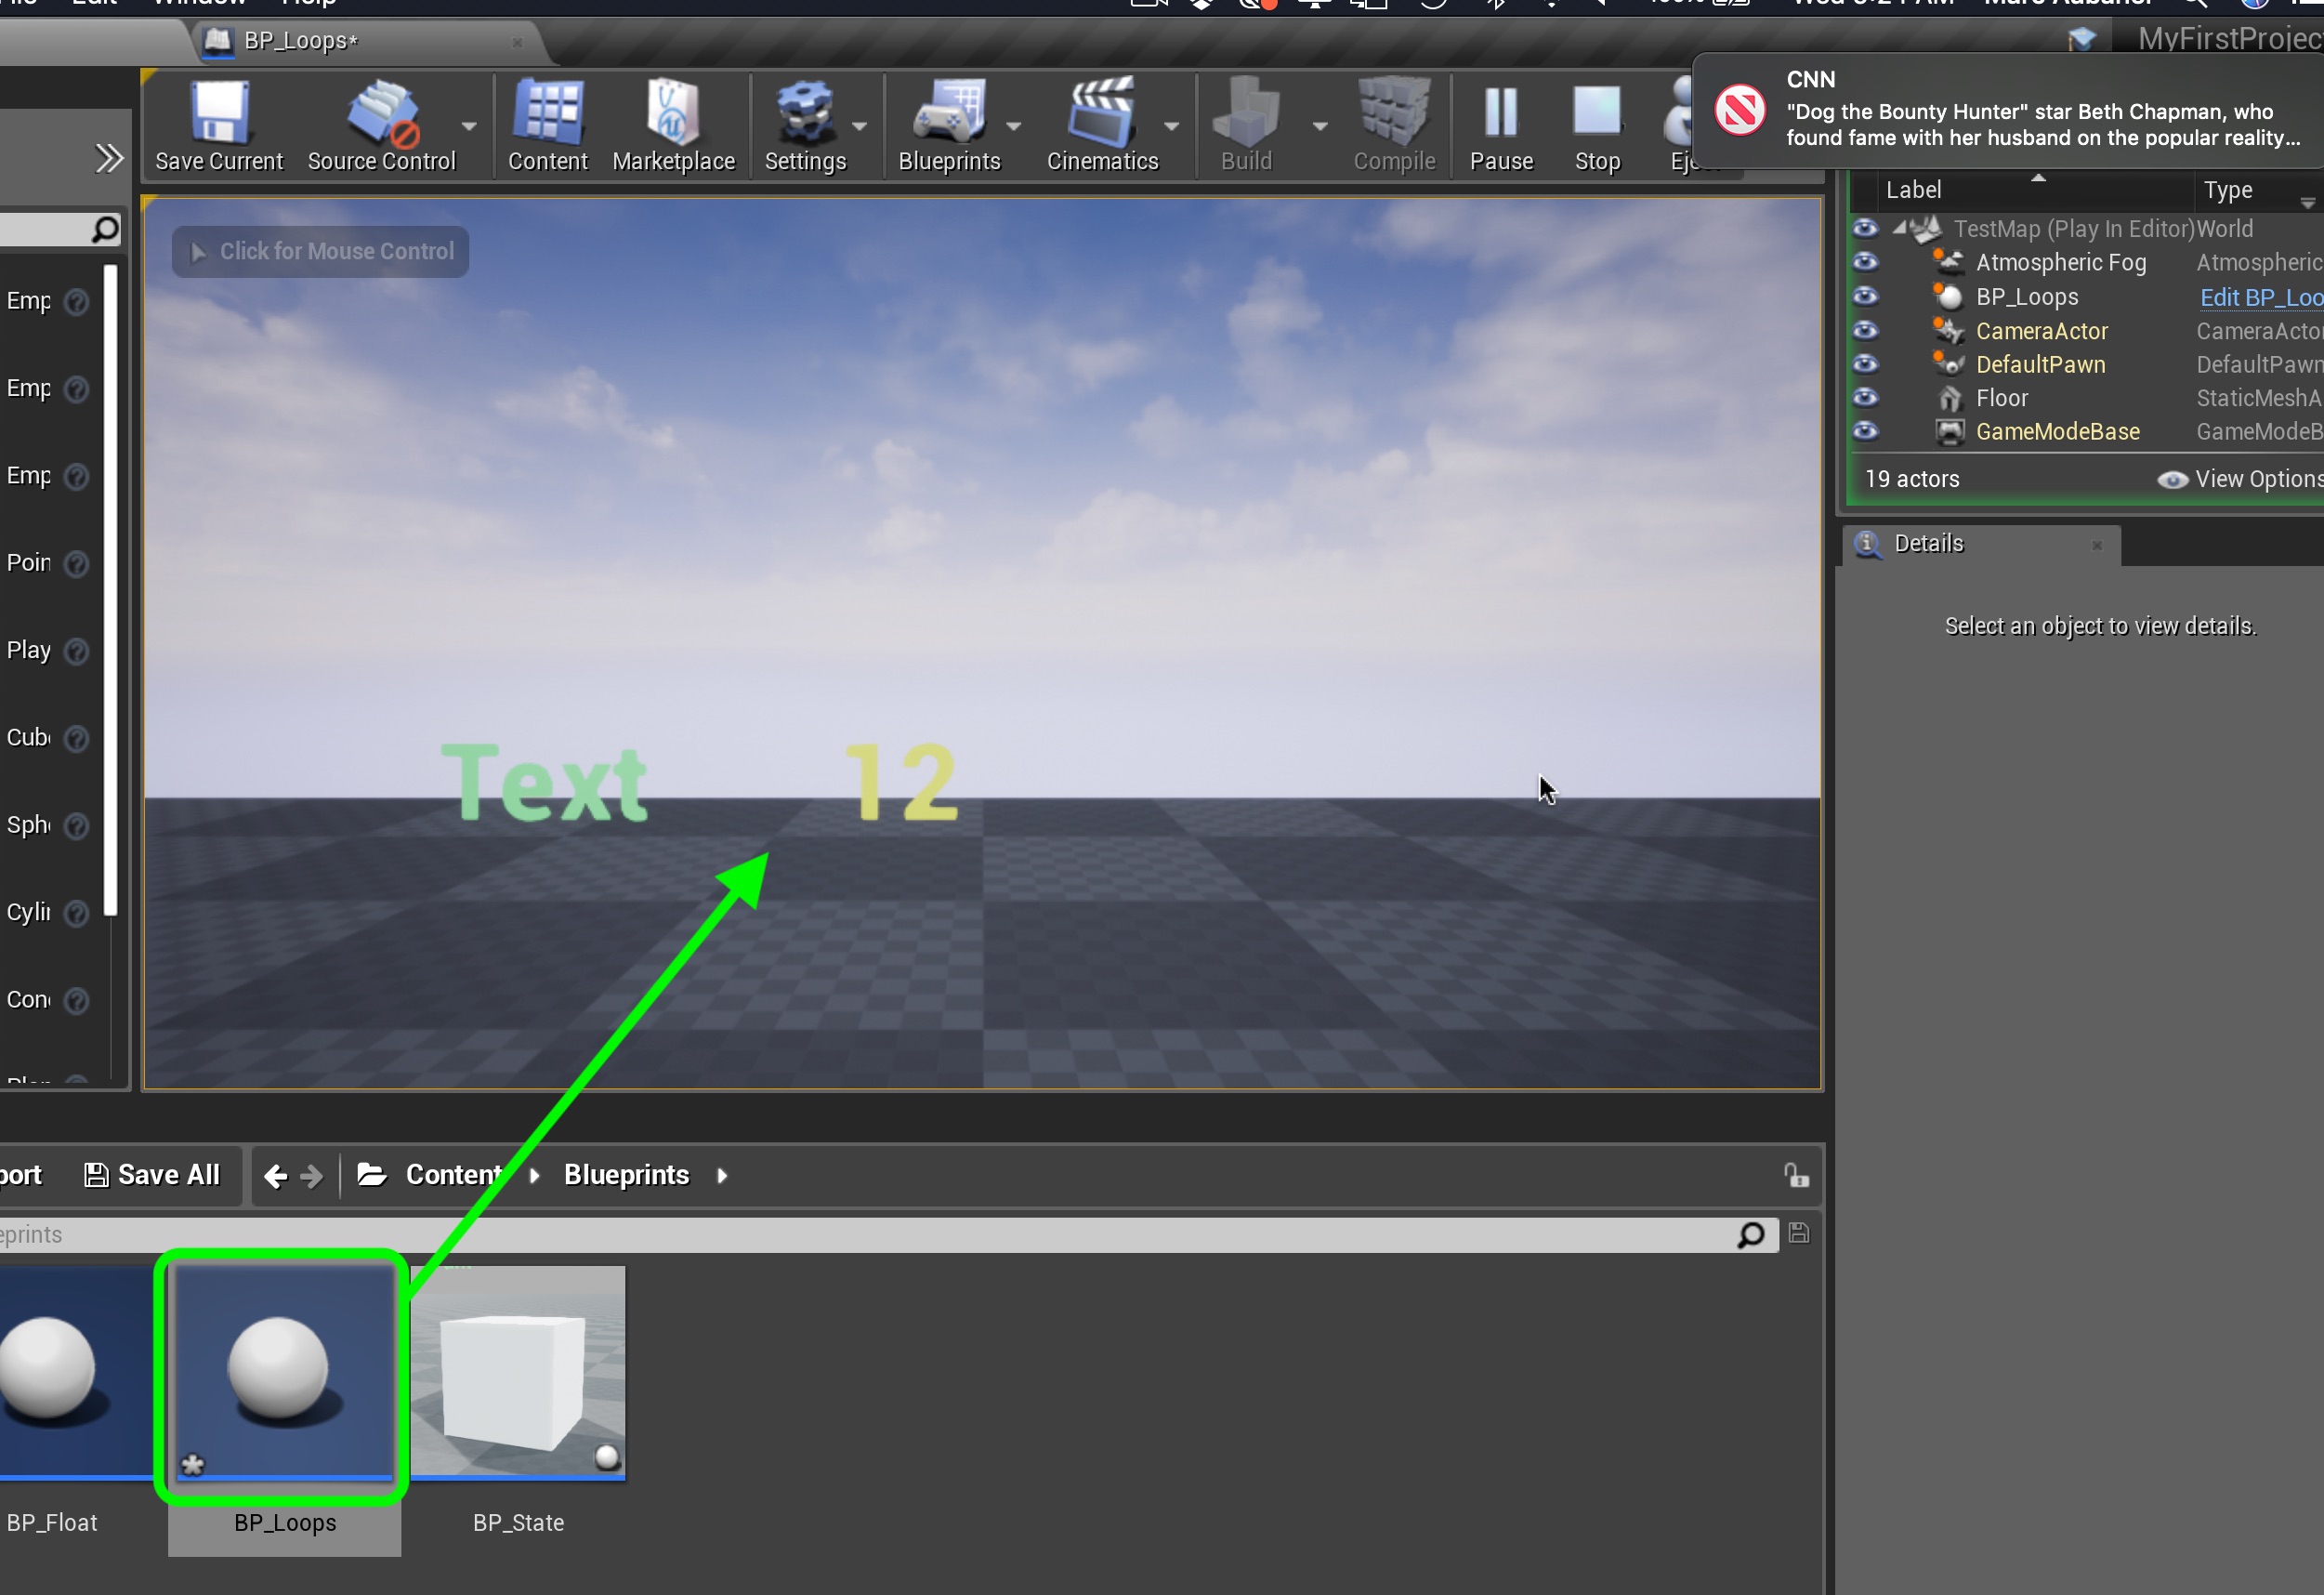 Edit Window Help
BP_Loops*
MyFirstProjec
CNN
"Dog the Bounty Hunter" star Beth Chapman, who
found fame with her husband on the popular reality...
Save Current Source Control Content Marketplace Settings Blueprints Cinematics Build Compile Pause Stop
Label Type
Click for Mouse Control
TestMap (Play In Editor) World
Atmospheric Fog Atmospheric
BP_Loops Edit BP_Loo
CameraActor CameraActo
DefaultPawn DefaultPawn
Floor StaticMeshA
GameModeBase GameModeB
19 actors View Options
Details
Select an object to view details.
Emp
Emp
Emp
Poin
Play
Cub
Sph
Cyli
Con
Text 12
port Save All Content Blueprints
eprints
BP_Float BP_Loops BP_State